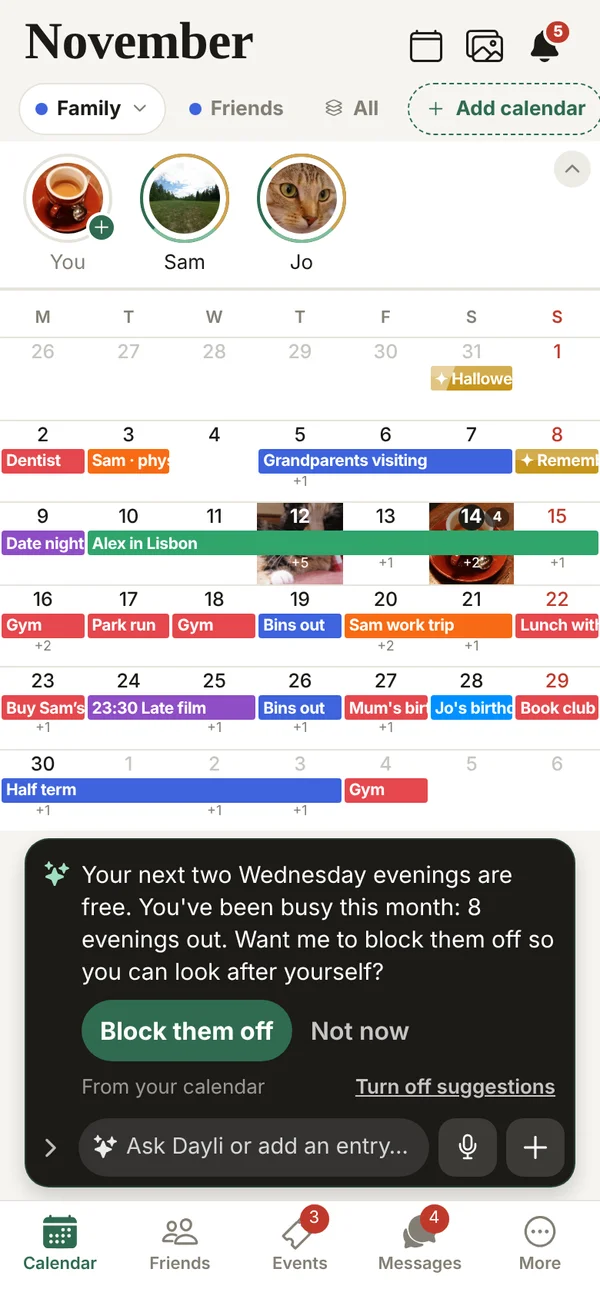 November
5
Family
Friends
All
+ Add calendar
You
Sam
Jo
M T W T F S S
26 27 28 29 30 31 1
Hallowe
2 3 4 5 6 7 8
Dentist Sam · phys Grandparents visiting Rememb
+1
9 10 11 12 13 14 4 15
Date night Alex in Lisbon
+5 +1 +2 +1
16 17 18 19 20 21 22
Gym Park run Gym Bins out Sam work trip Lunch with
+2 +2 +1
23 24 25 26 27 28 29
Buy Sam's 23:30 Late film Bins out Mum's birt Jo's birthd Book club
+1 +1 +1 +1
30 1 2 3 4 5 6
Half term Gym
+1 +1 +1
Your next two Wednesday evenings are
free. You've been busy this month: 8
evenings out. Want me to block them off so
you can look after yourself?
Block them off Not now
From your calendar Turn off suggestions
Ask Dayli or add an entry...
3 4
Calendar Friends Events Messages More